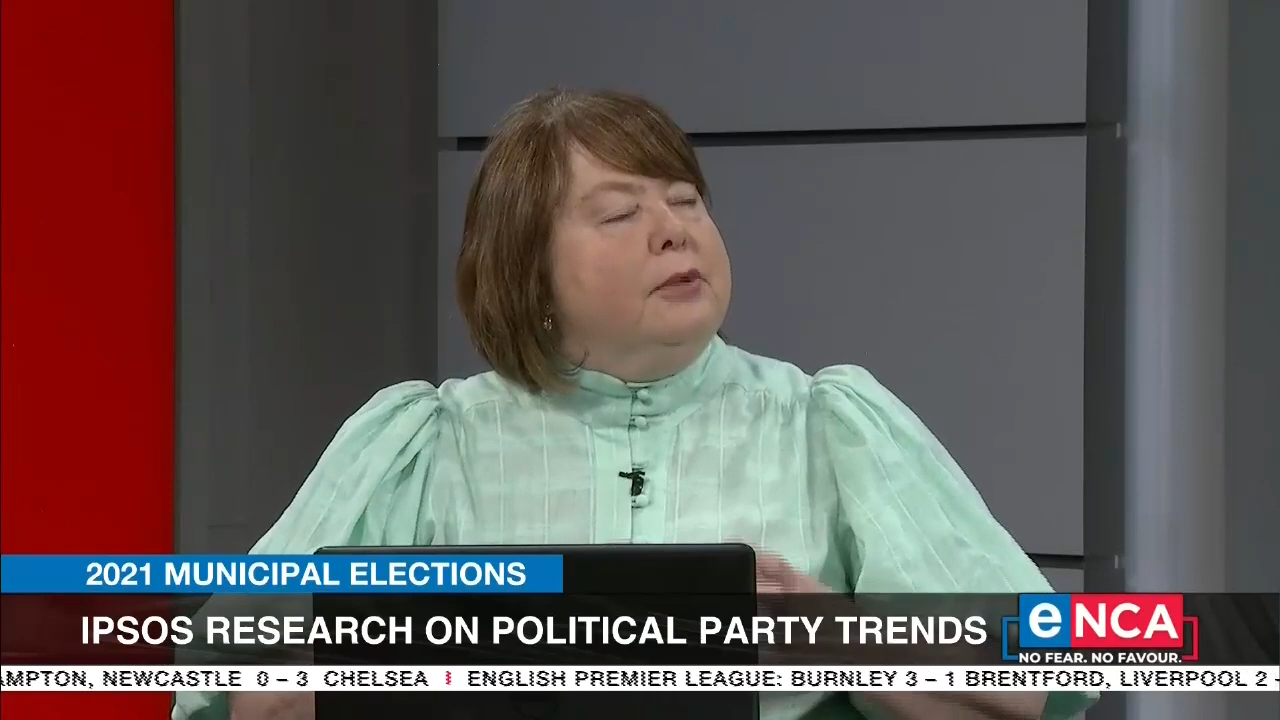 2021 MUNICIPAL ELECTIONS
IPSOS RESEARCH ON POLITICAL PARTY TRENDS
eNCA
NO FEAR. NO FAVOUR.
AMPTON, NEWCASTLE 0 – 3 CHELSEA ENGLISH PREMIER LEAGUE: BURNLEY 3 – 1 BRENTFORD, LIVERPOOL 2 -